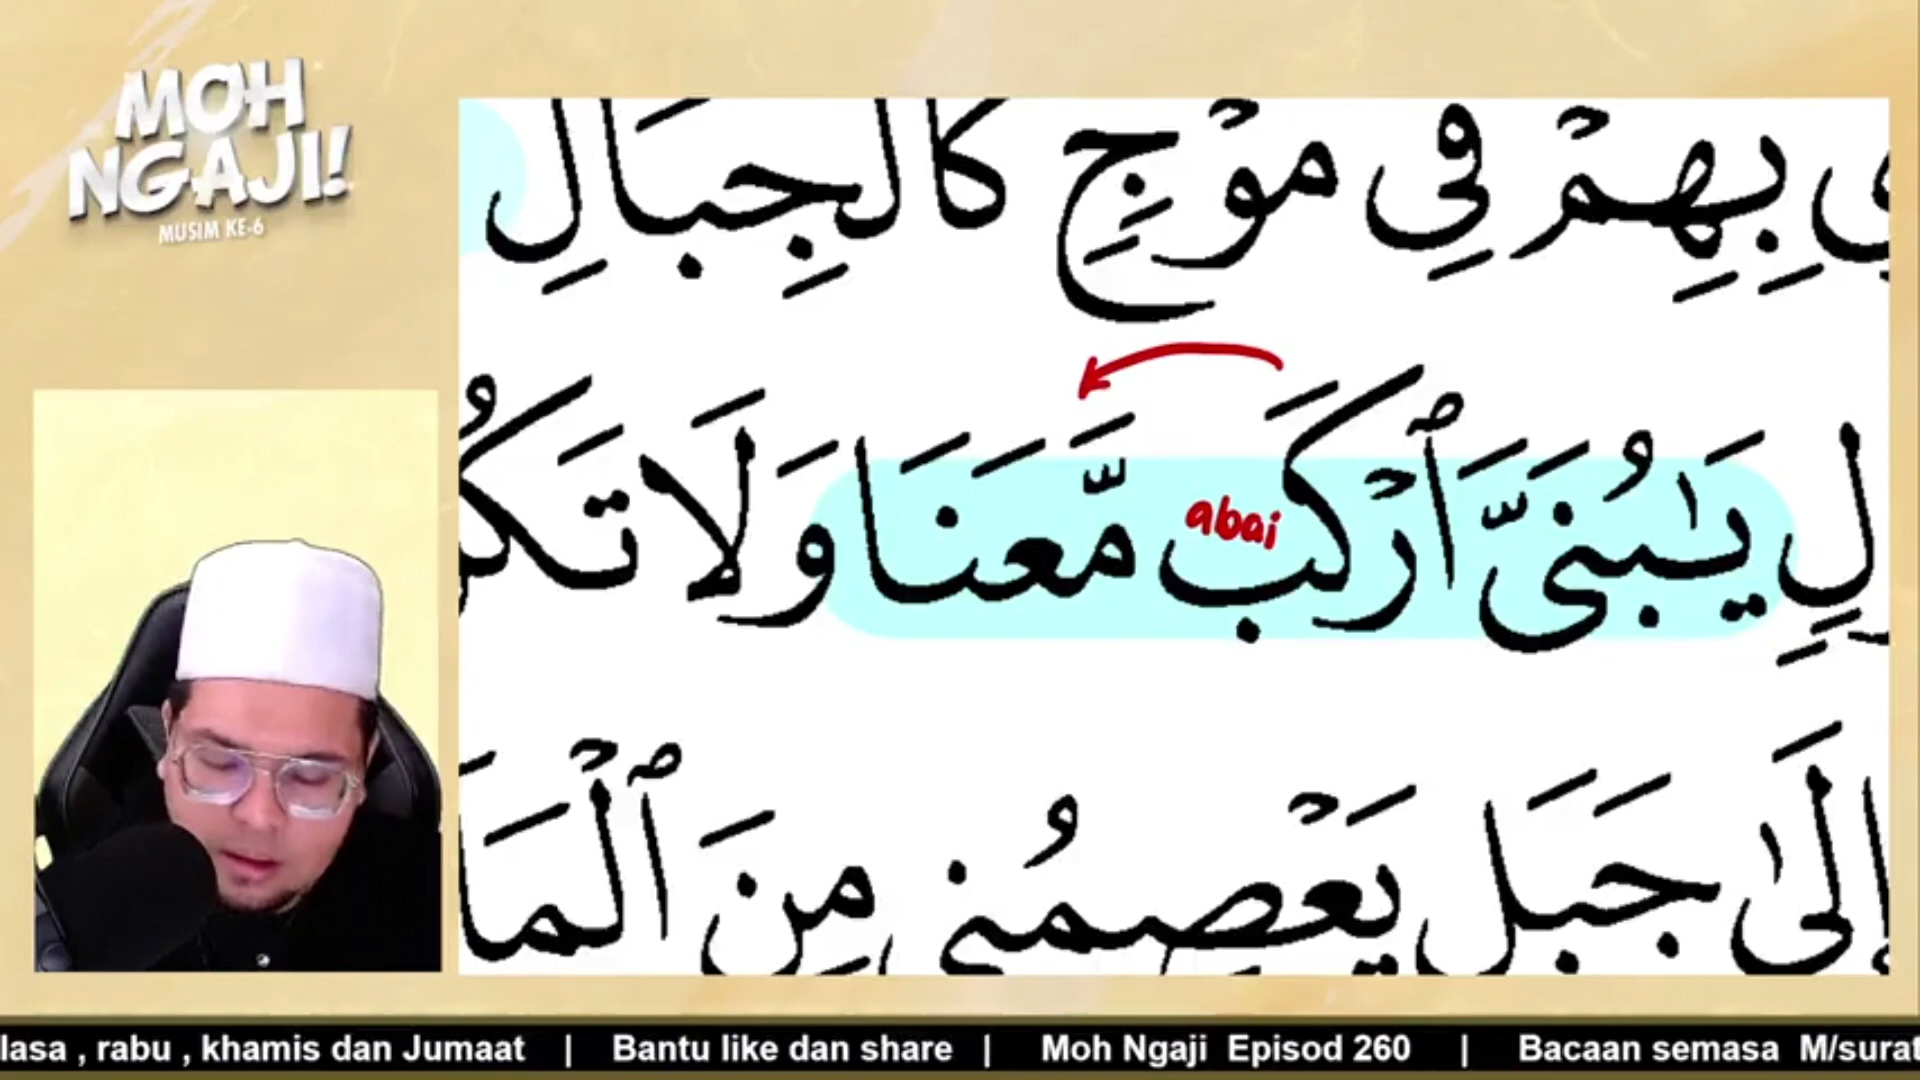 MOH
NGAJI!
MUSIM KE-6
بِهِمْ فِى مَوْجٍ كَٱلْجِبَالِ
يَـٰبُنَىَّ ٱرْكَب مَّعَنَا وَلَا تَكُن
abai
إِلَىٰ جَبَلٍ يَعْصِمُنِى مِنَ ٱلْمَا
lasa , rabu , khamis dan Jumaat | Bantu like dan share | Moh Ngaji Episod 260 | Bacaan semasa M/surat